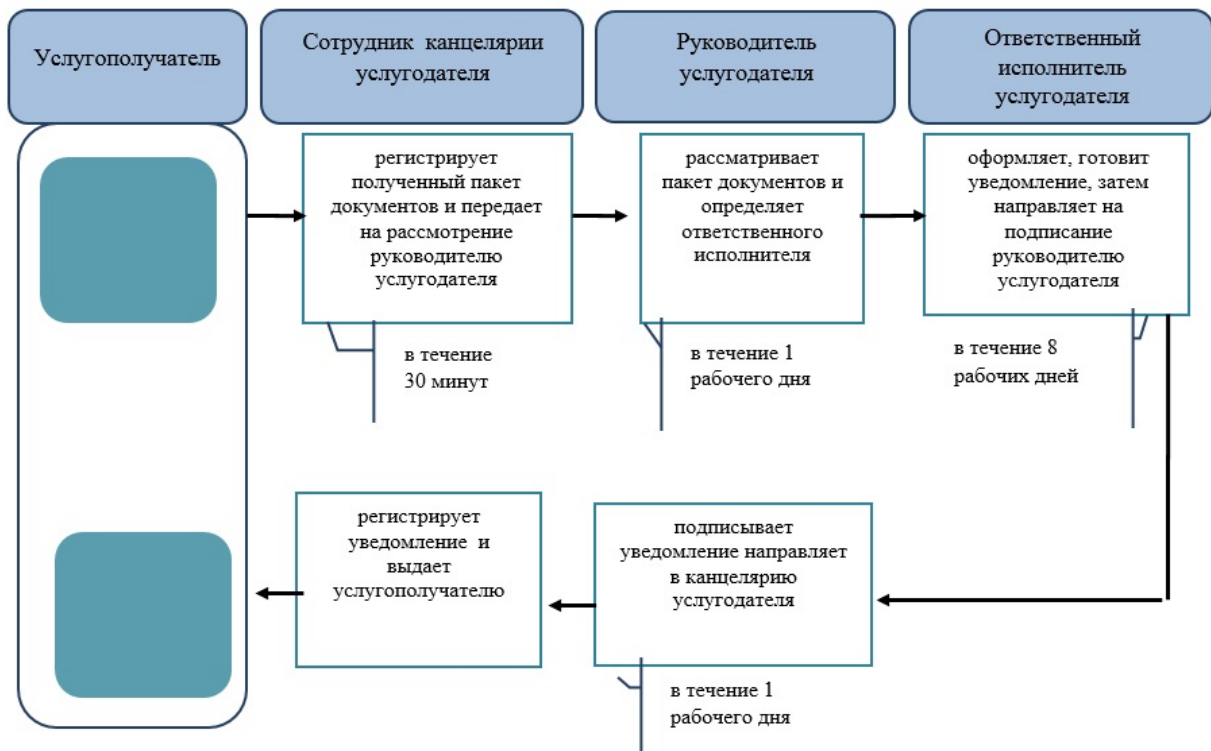 Услугополучатель
Сотрудник канцелярии
услугодателя
Руководитель
услугодателя
Ответственный
исполнитель
услугодателя
регистрирует
полученный пакет
документов и передает
на рассмотрение
руководителю
услугодателя
рассматривает
пакет документов и
определяет
ответственного
исполнителя
оформляет, готовит
уведомление, затем
направляет на
подписание
руководителю
услугодателя
в течение
30 минут
в течение 1
рабочего дня
в течение 8
рабочих дней
регистрирует
уведомление и
выдает
услугополучателю
подписывает
уведомление направляет
в канцелярию
услугодателя
в течение 1
рабочего дня